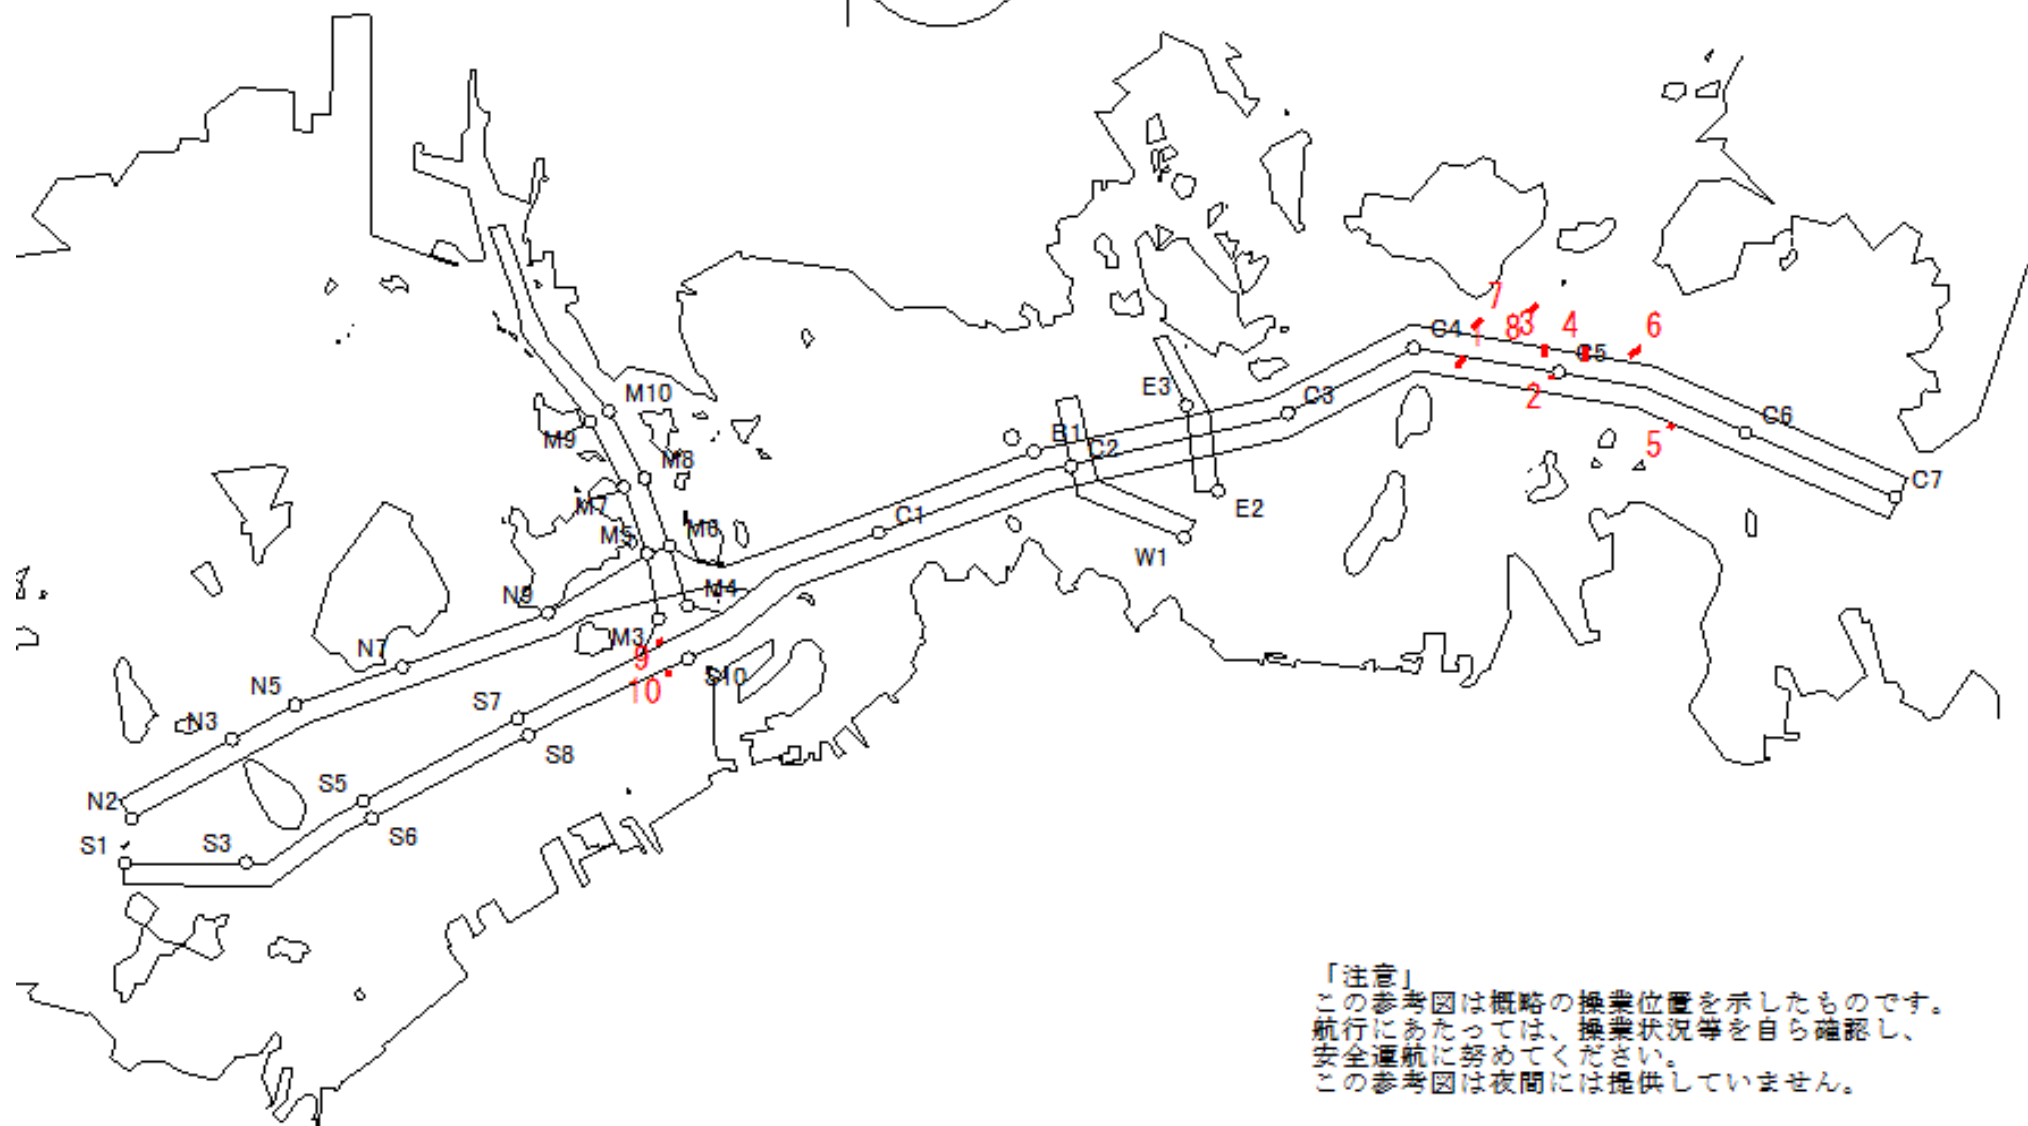 7
C4
1
8
3
4
C5
6
2
M10
E3
C3
C6
5
M9
B1
C2
M8
C7
M7
E2
M5
M6
C1
W1
N9
M4
N7
M3
9
10
S10
N5
N3
S7
S8
S5
N2
S6
S1
S3
「注意」
この参考図は概略の操業位置を示したものです。
航行にあたっては、操業状況等を自ら確認し、
安全運航に努めてください。
この参考図は夜間には提供していません。